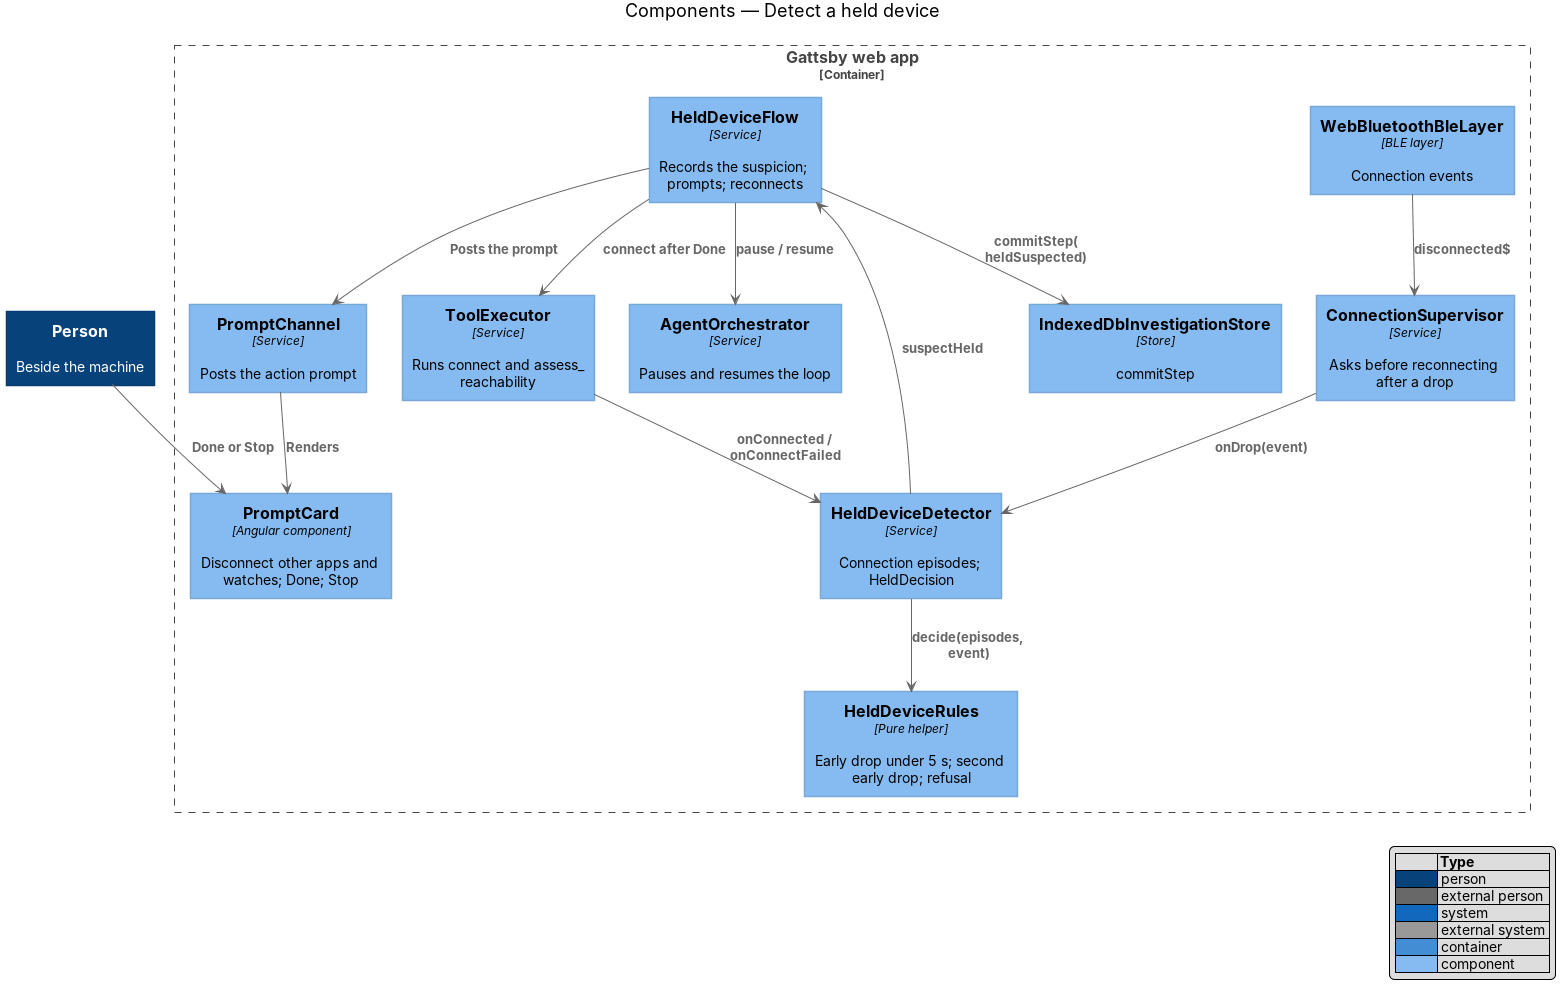 Components — Detect a held device
Gattsby web app
[Container]
HeldDeviceFlow
[Service]
Records the suspicion;
prompts; reconnects
WebBluetoothBleLayer
[BLE layer]
Connection events
Posts the prompt
connect after Done
pause / resume
commitStep(
heldSuspected)
disconnected$
Person
Beside the machine
PromptChannel
[Service]
Posts the action prompt
ToolExecutor
[Service]
Runs connect and assess_
reachability
AgentOrchestrator
[Service]
Pauses and resumes the loop
suspectHeld
IndexedDbInvestigationStore
[Store]
commitStep
ConnectionSupervisor
[Service]
Asks before reconnecting
after a drop
Done or Stop
Renders
onConnected /
onConnectFailed
onDrop(event)
PromptCard
[Angular component]
Disconnect other apps and
watches; Done; Stop
HeldDeviceDetector
[Service]
Connection episodes;
HeldDecision
decide(episodes,
event)
HeldDeviceRules
[Pure helper]
Early drop under 5 s; second
early drop; refusal
Type
person
external person
system
external system
container
component